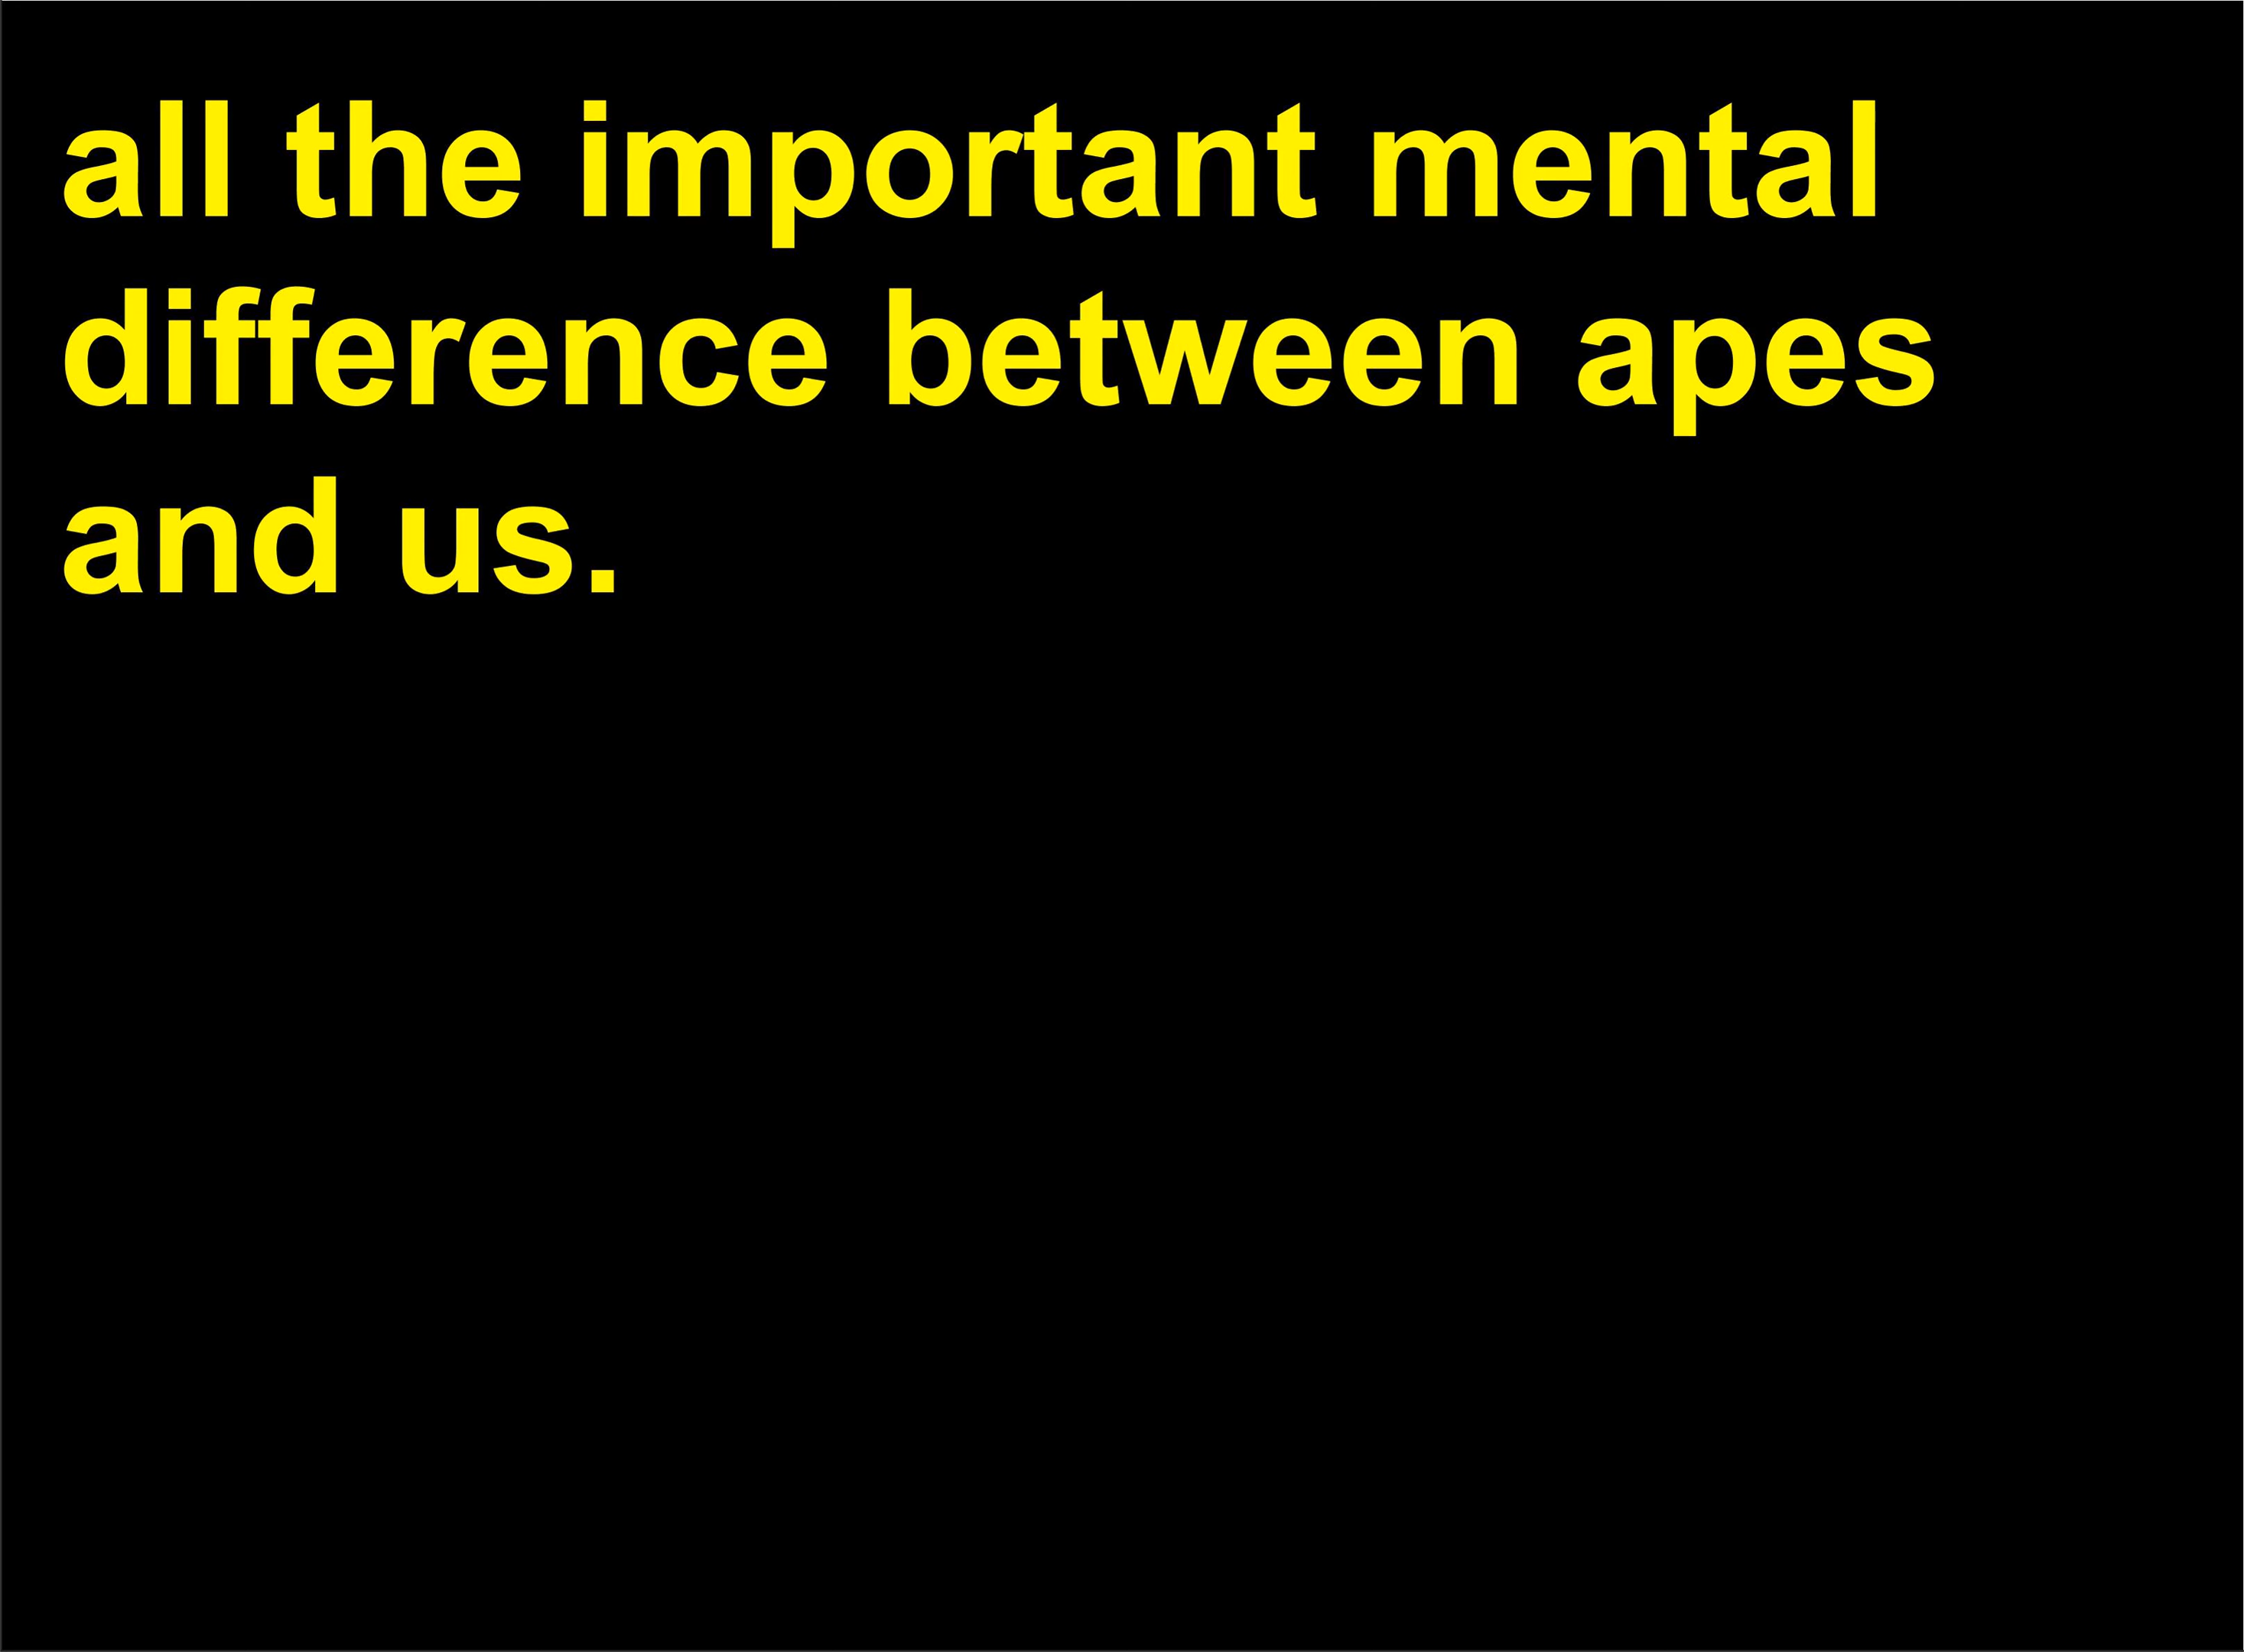 all the important mental
difference between apes
and us.